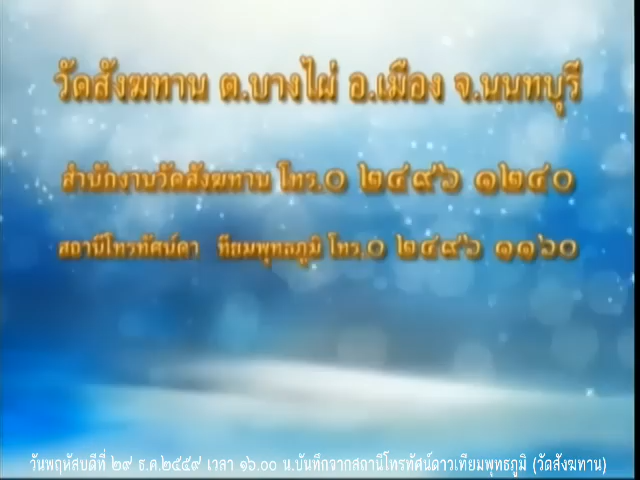 วัดสังฆทาน ต.บางไผ่ อ.เมือง จ.นนทบุรี
สำนักงานวัดสังฆทาน โทร.๐ ๒๔๙๖ ๑๒๔๐
สถานีโทรทัศน์ดา ทียมพุทธภูมิ โทร.๐ ๒๔๙๖ ๑๑๖๐
วันพฤหัสบดีที่ ๒๙ ธ.ค.๒๕๕๙ เวลา ๑๖.๐๐ น.บันทึกจากสถานีโทรทัศน์ดาวเทียมพุทธภูมิ (วัดสังฆทาน)